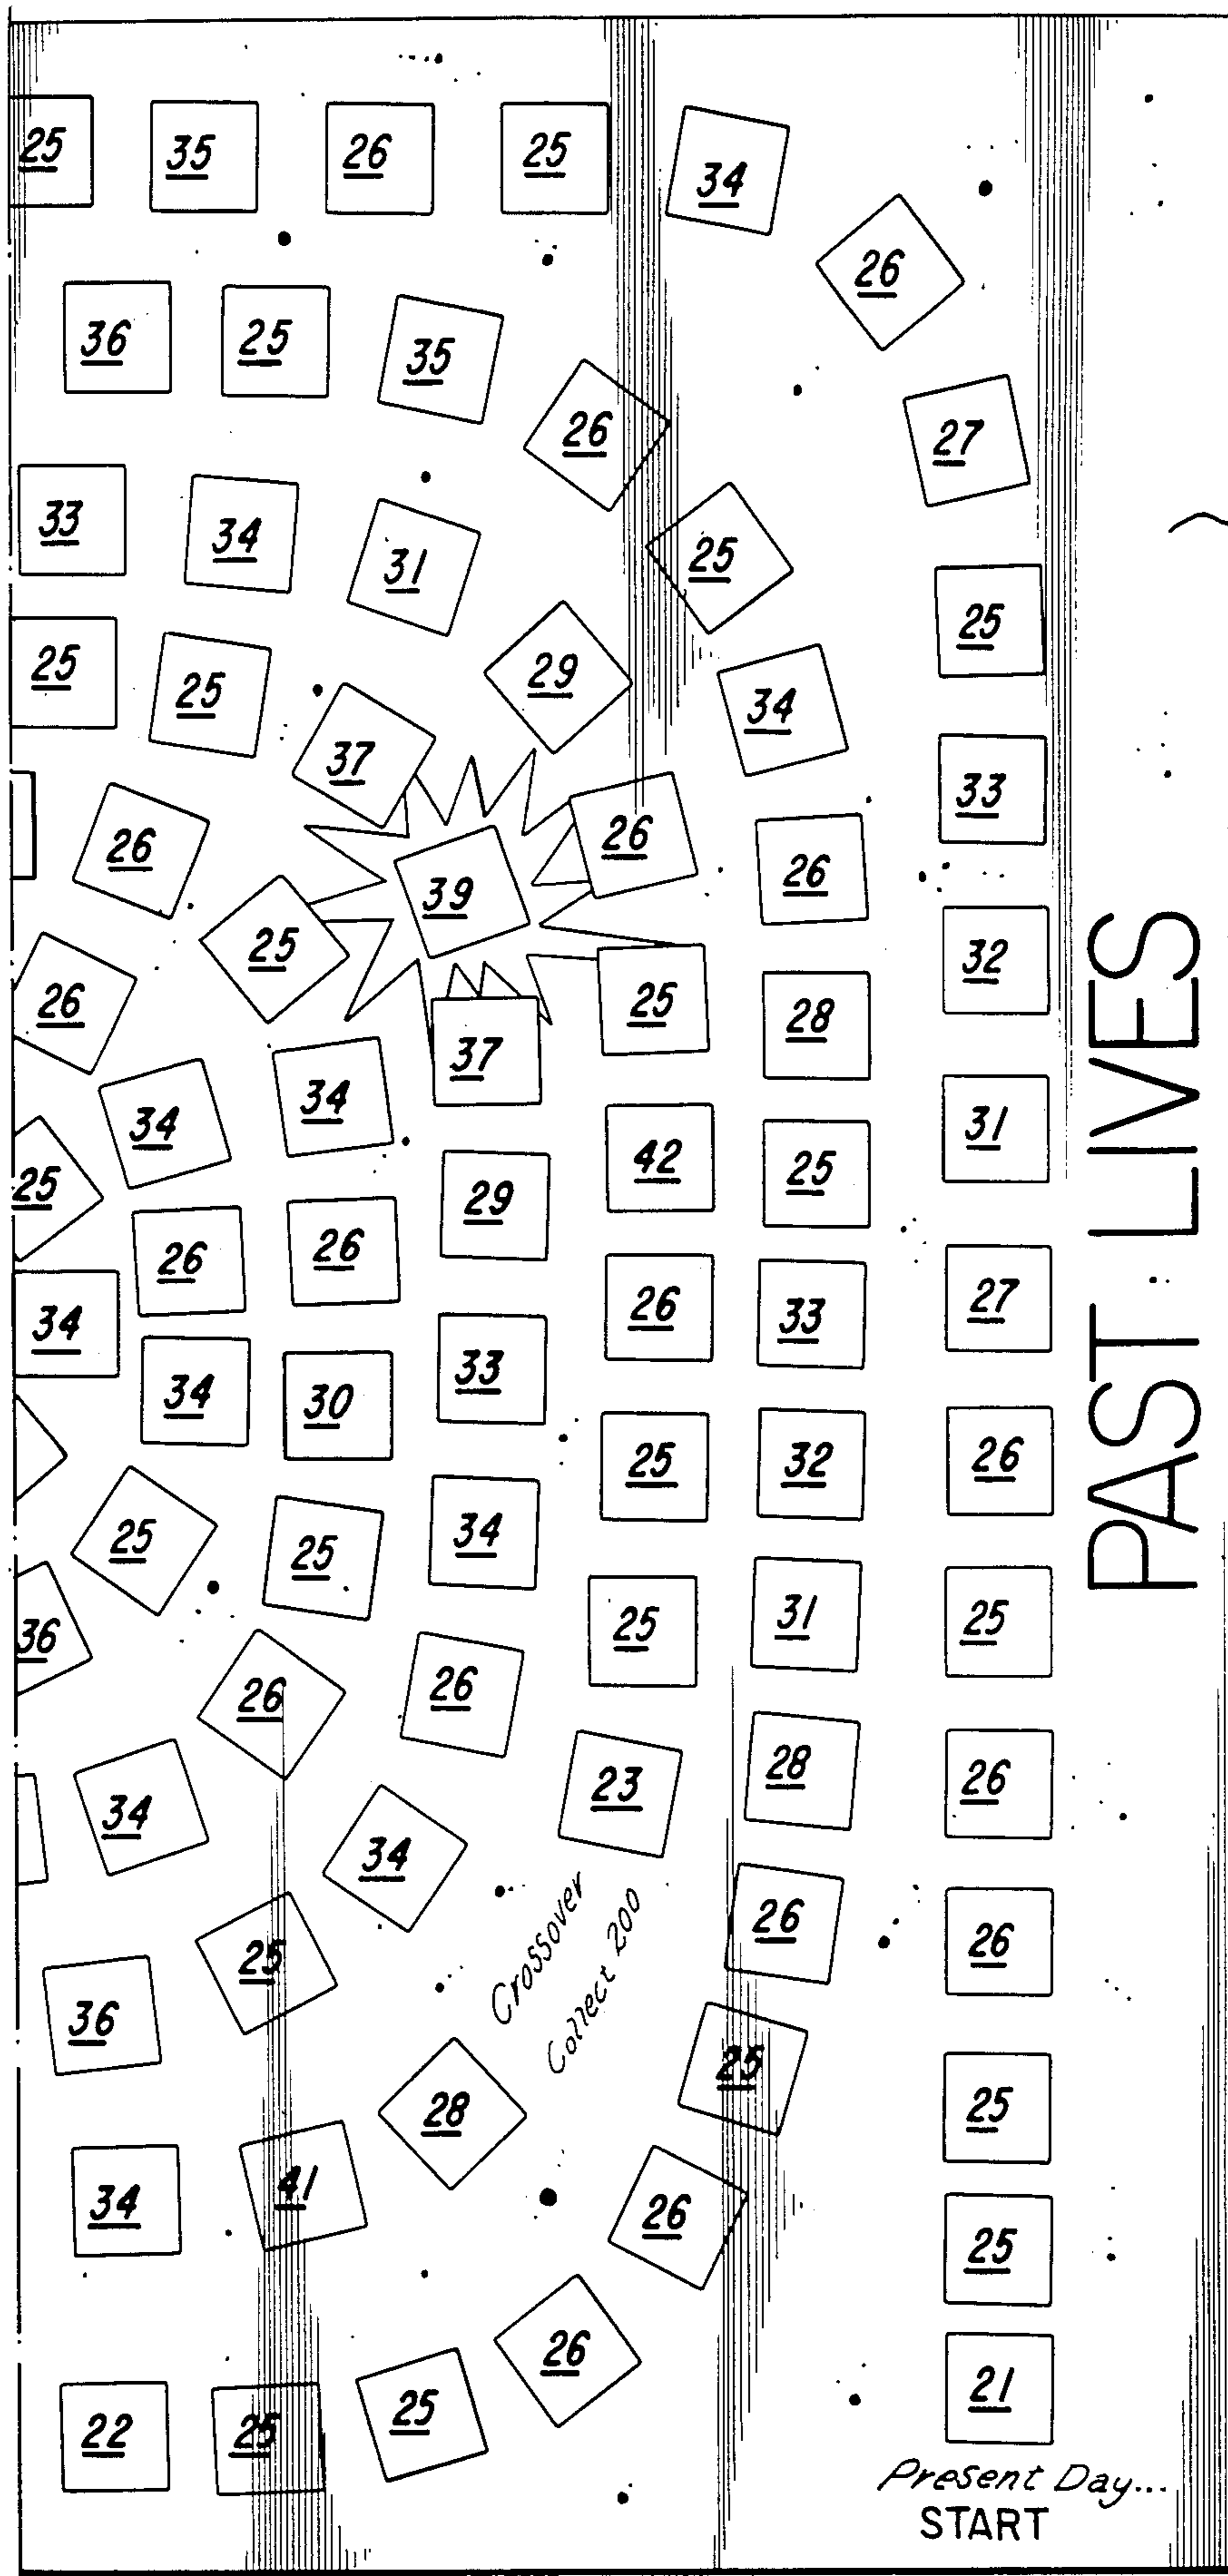 25 35 26 25 34
26
36 25 35
26 27
33 34 31
25
25
25 25 29
34
37
33
26 39 26 26
25 32
26 25 28
37
34 34 31
25 42 25
29
26 26 27
34 26 33
34 30 33
25 32 26
25 25 34
36 31 25
25
26 26
34 23 28 26
34
Crossover
Collect 200
25 26 26
36
25 25
28
34 41
26 25
26
22 25 25 21
Present Day...
START
PAST LIVES